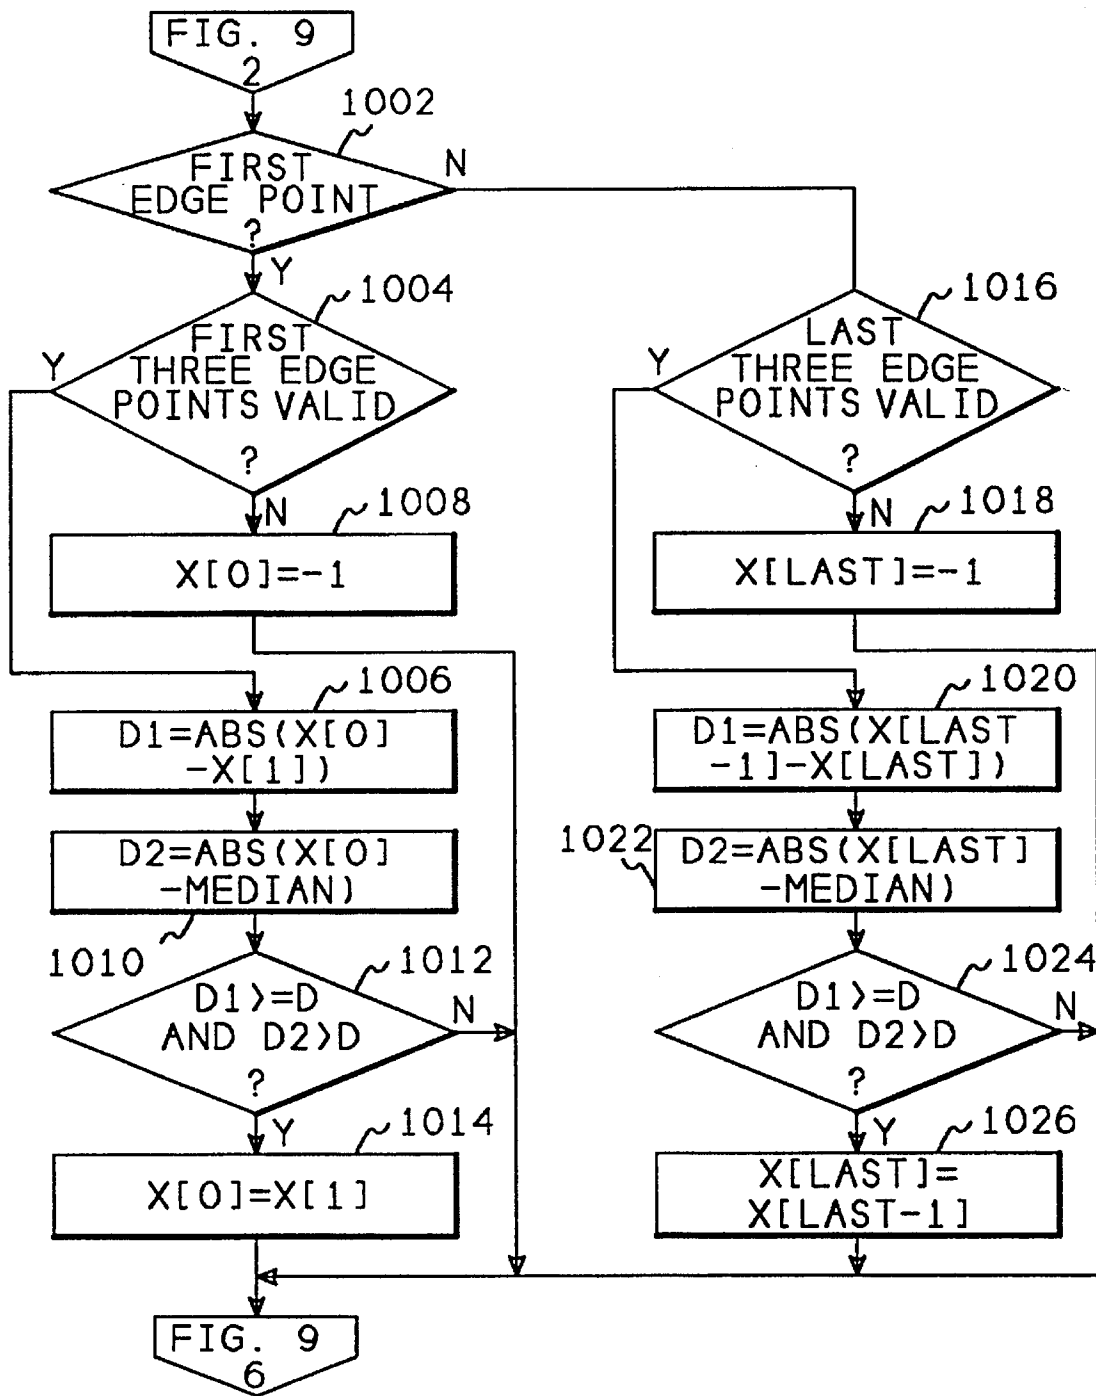 FIG. 9
2
1002
FIRST
EDGE POINT
?
N
Y
1004
FIRST
THREE EDGE
POINTS VALID
?
Y
N
1008
X[0]=-1
1006
D1=ABS(X[0]
-X[1])
D2=ABS(X[0]
-MEDIAN)
1010
1012
D1>=D
AND D2>D
?
N
Y
1014
X[0]=X[1]
1016
LAST
THREE EDGE
POINTS VALID
?
Y
N
1018
X[LAST]=-1
1020
D1=ABS(X[LAST
-1]-X[LAST])
1022
D2=ABS(X[LAST]
-MEDIAN)
1024
D1>=D
AND D2>D
?
N
Y
1026
X[LAST]=
X[LAST-1]
FIG. 9
6